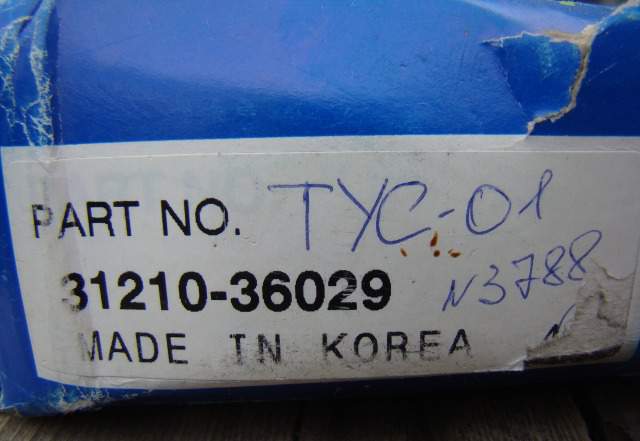 PART NO. TYC-01
31210-36029 N3788
MADE IN KOREA